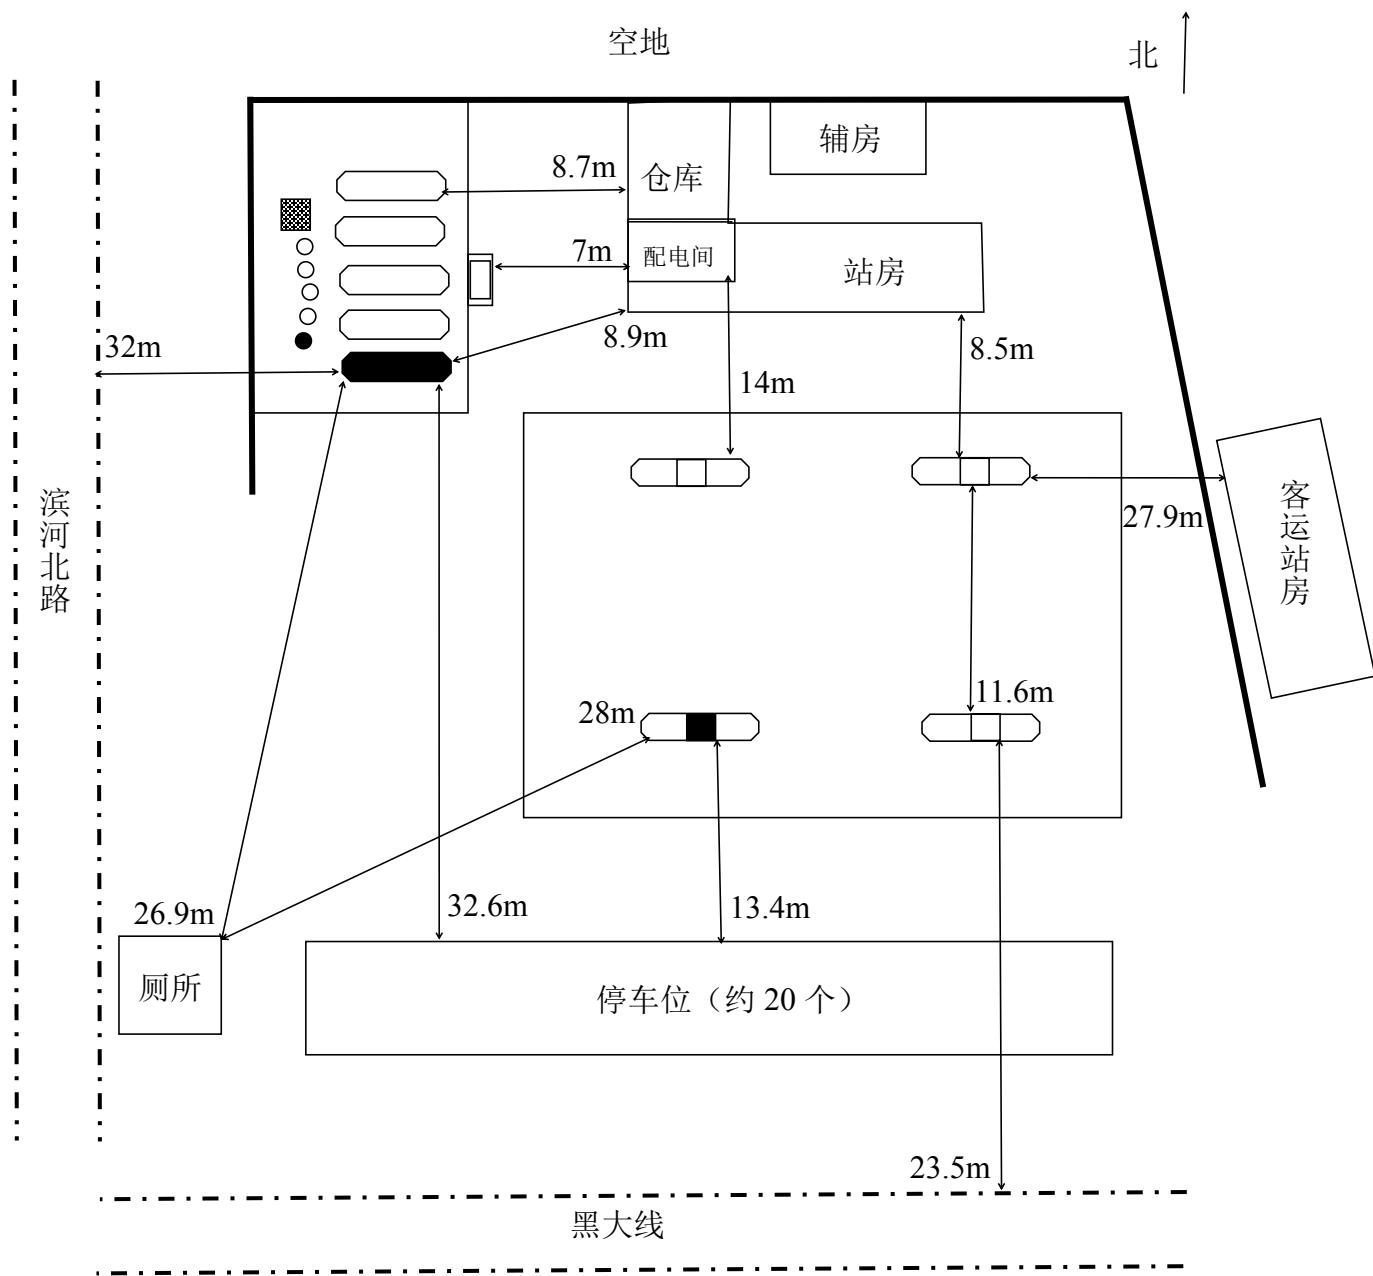 空地
北
辅房
8.7m
仓库
7m
配电间
站房
32m
8.9m
8.5m
14m
滨河北路
27.9m
客运站房
11.6m
28m
26.9m
32.6m
13.4m
厕所
停车位（约 20 个）
23.5m
黑大线